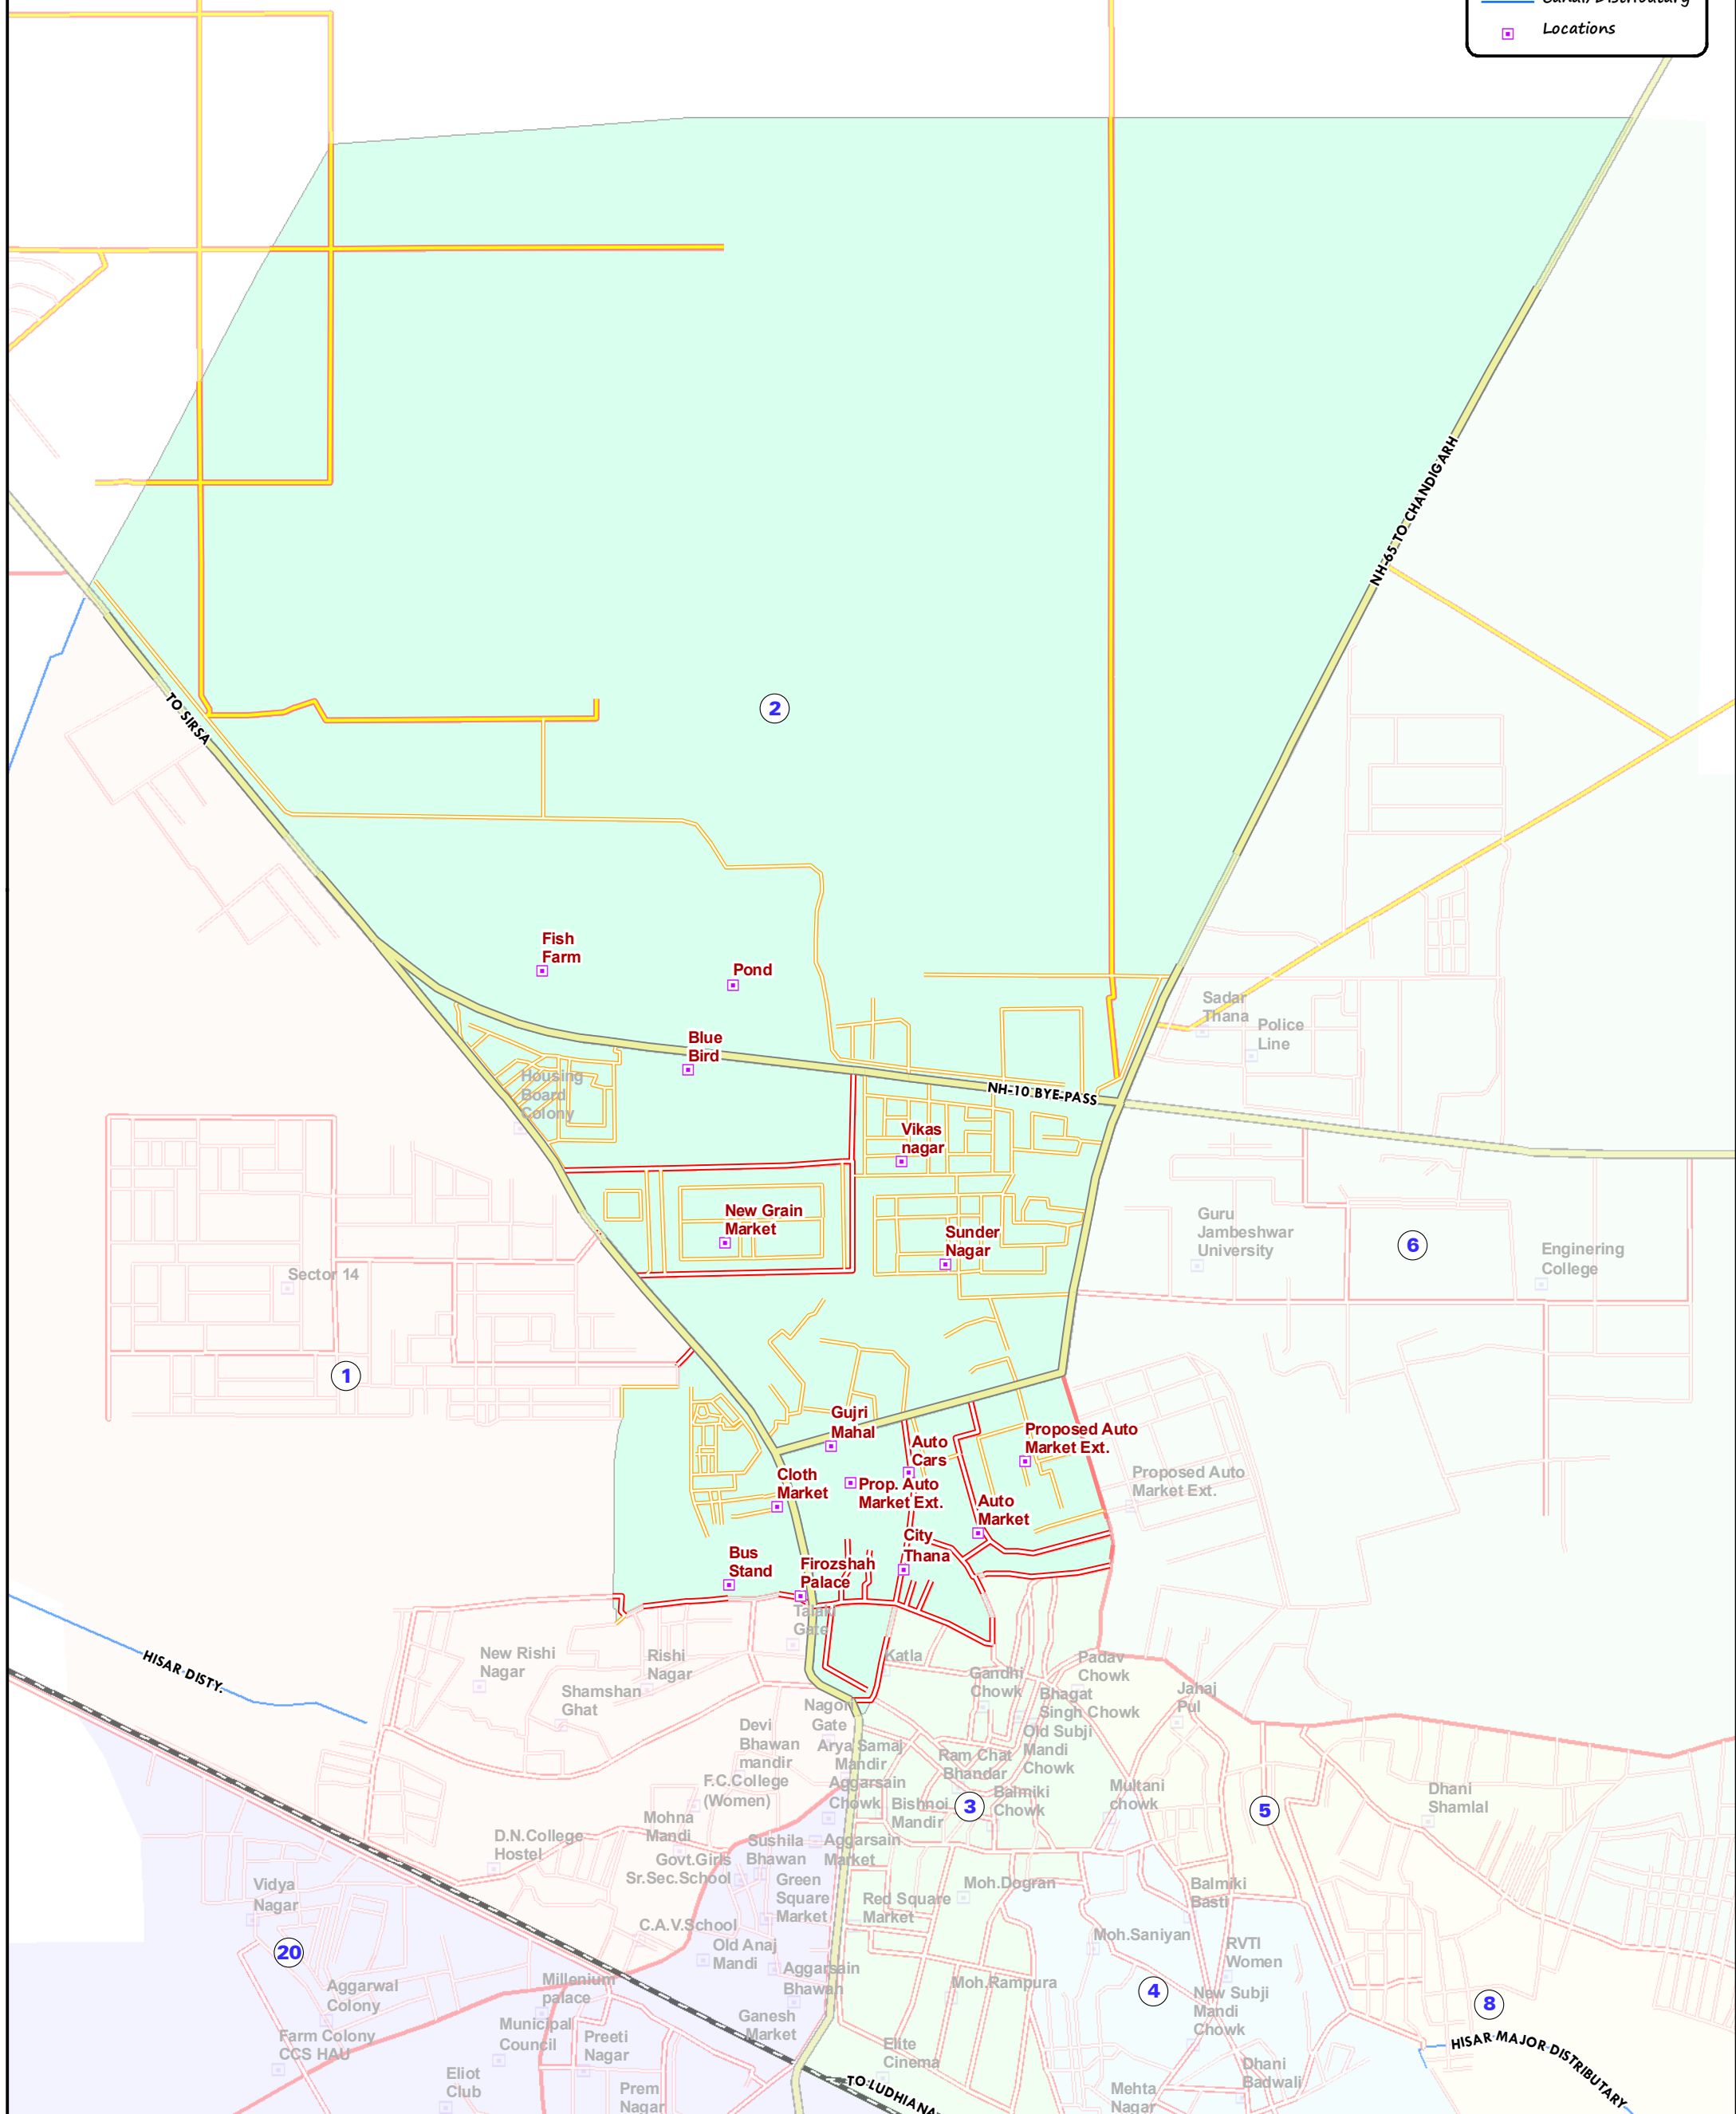 Canal/Distributary
Locations
NH-65 TO CHANDIGARH
TO SIRSA
2
Fish
Farm
Pond
Sadar
Thana
Police
Line
Blue
Bird
Housing
Board
Colony
NH-10 BYE-PASS
Vikas
nagar
New Grain
Market
Sunder
Nagar
Guru
Jambeshwar
University
6
Enginering
College
Sector 14
1
Gujri
Mahal
Auto
Cars
Proposed Auto
Market Ext.
Proposed Auto
Market Ext.
Cloth
Market
Prop. Auto
Market Ext.
Auto
Market
City
Thana
Bus
Stand
Firozshah
Palace
Talaki
Gate
HISAR DISTY.
New Rishi
Nagar
Rishi
Nagar
Katla
Gandhi
Chowk
Padav
Chowk
Shamshan
Ghat
Nagori
Gate
Bhagat
Singh Chowk
Jahaj
Pul
Devi
Bhawan
mandir
Arya Samaj
Mandir
Old Subji
Mandi
Chowk
Ram Chat
Bhandar
F.C.College
(Women)
Aggarsain
Chowk
Bishnoi
Mandir
3
Balmiki
Chowk
Multani
chowk
5
Dhani
Shamlal
Mohna
Mandi
D.N.College
Hostel
Sushila
Bhawan
Aggarsain
Market
Govt.Girls
Sr.Sec.School
Green
Square
Market
Red Square
Market
Moh.Dogran
Balmiki
Basti
Vidya
Nagar
C.A.V.School
Old Anaj
Mandi
Moh.Saniyan
RVTI
Women
20
Aggarsain
Bhawan
Moh.Rampura
4
New Subji
Mandi
Chowk
8
Aggarwal
Colony
Millenium
palace
Municipal
Council
Ganesh
Market
Farm Colony
CCS HAU
Preeti
Nagar
Elite
Cinema
HISAR MAJOR DISTRIBUTARY
Eliot
Club
Prem
Nagar
TO LUDHIANA
Mehta
Nagar
Dhani
Badwali